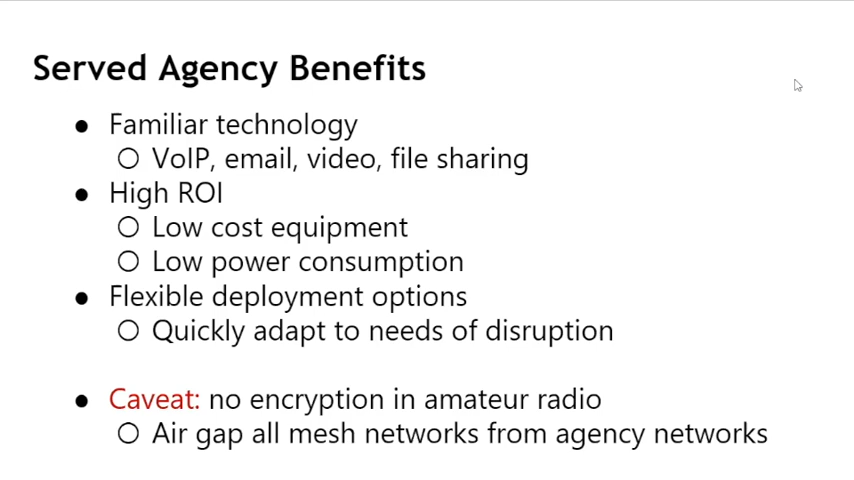 Served Agency Benefits
● Familiar technology
○ VoIP, email, video, file sharing
● High ROI
○ Low cost equipment
○ Low power consumption
● Flexible deployment options
○ Quickly adapt to needs of disruption
● Caveat: no encryption in amateur radio
○ Air gap all mesh networks from agency networks